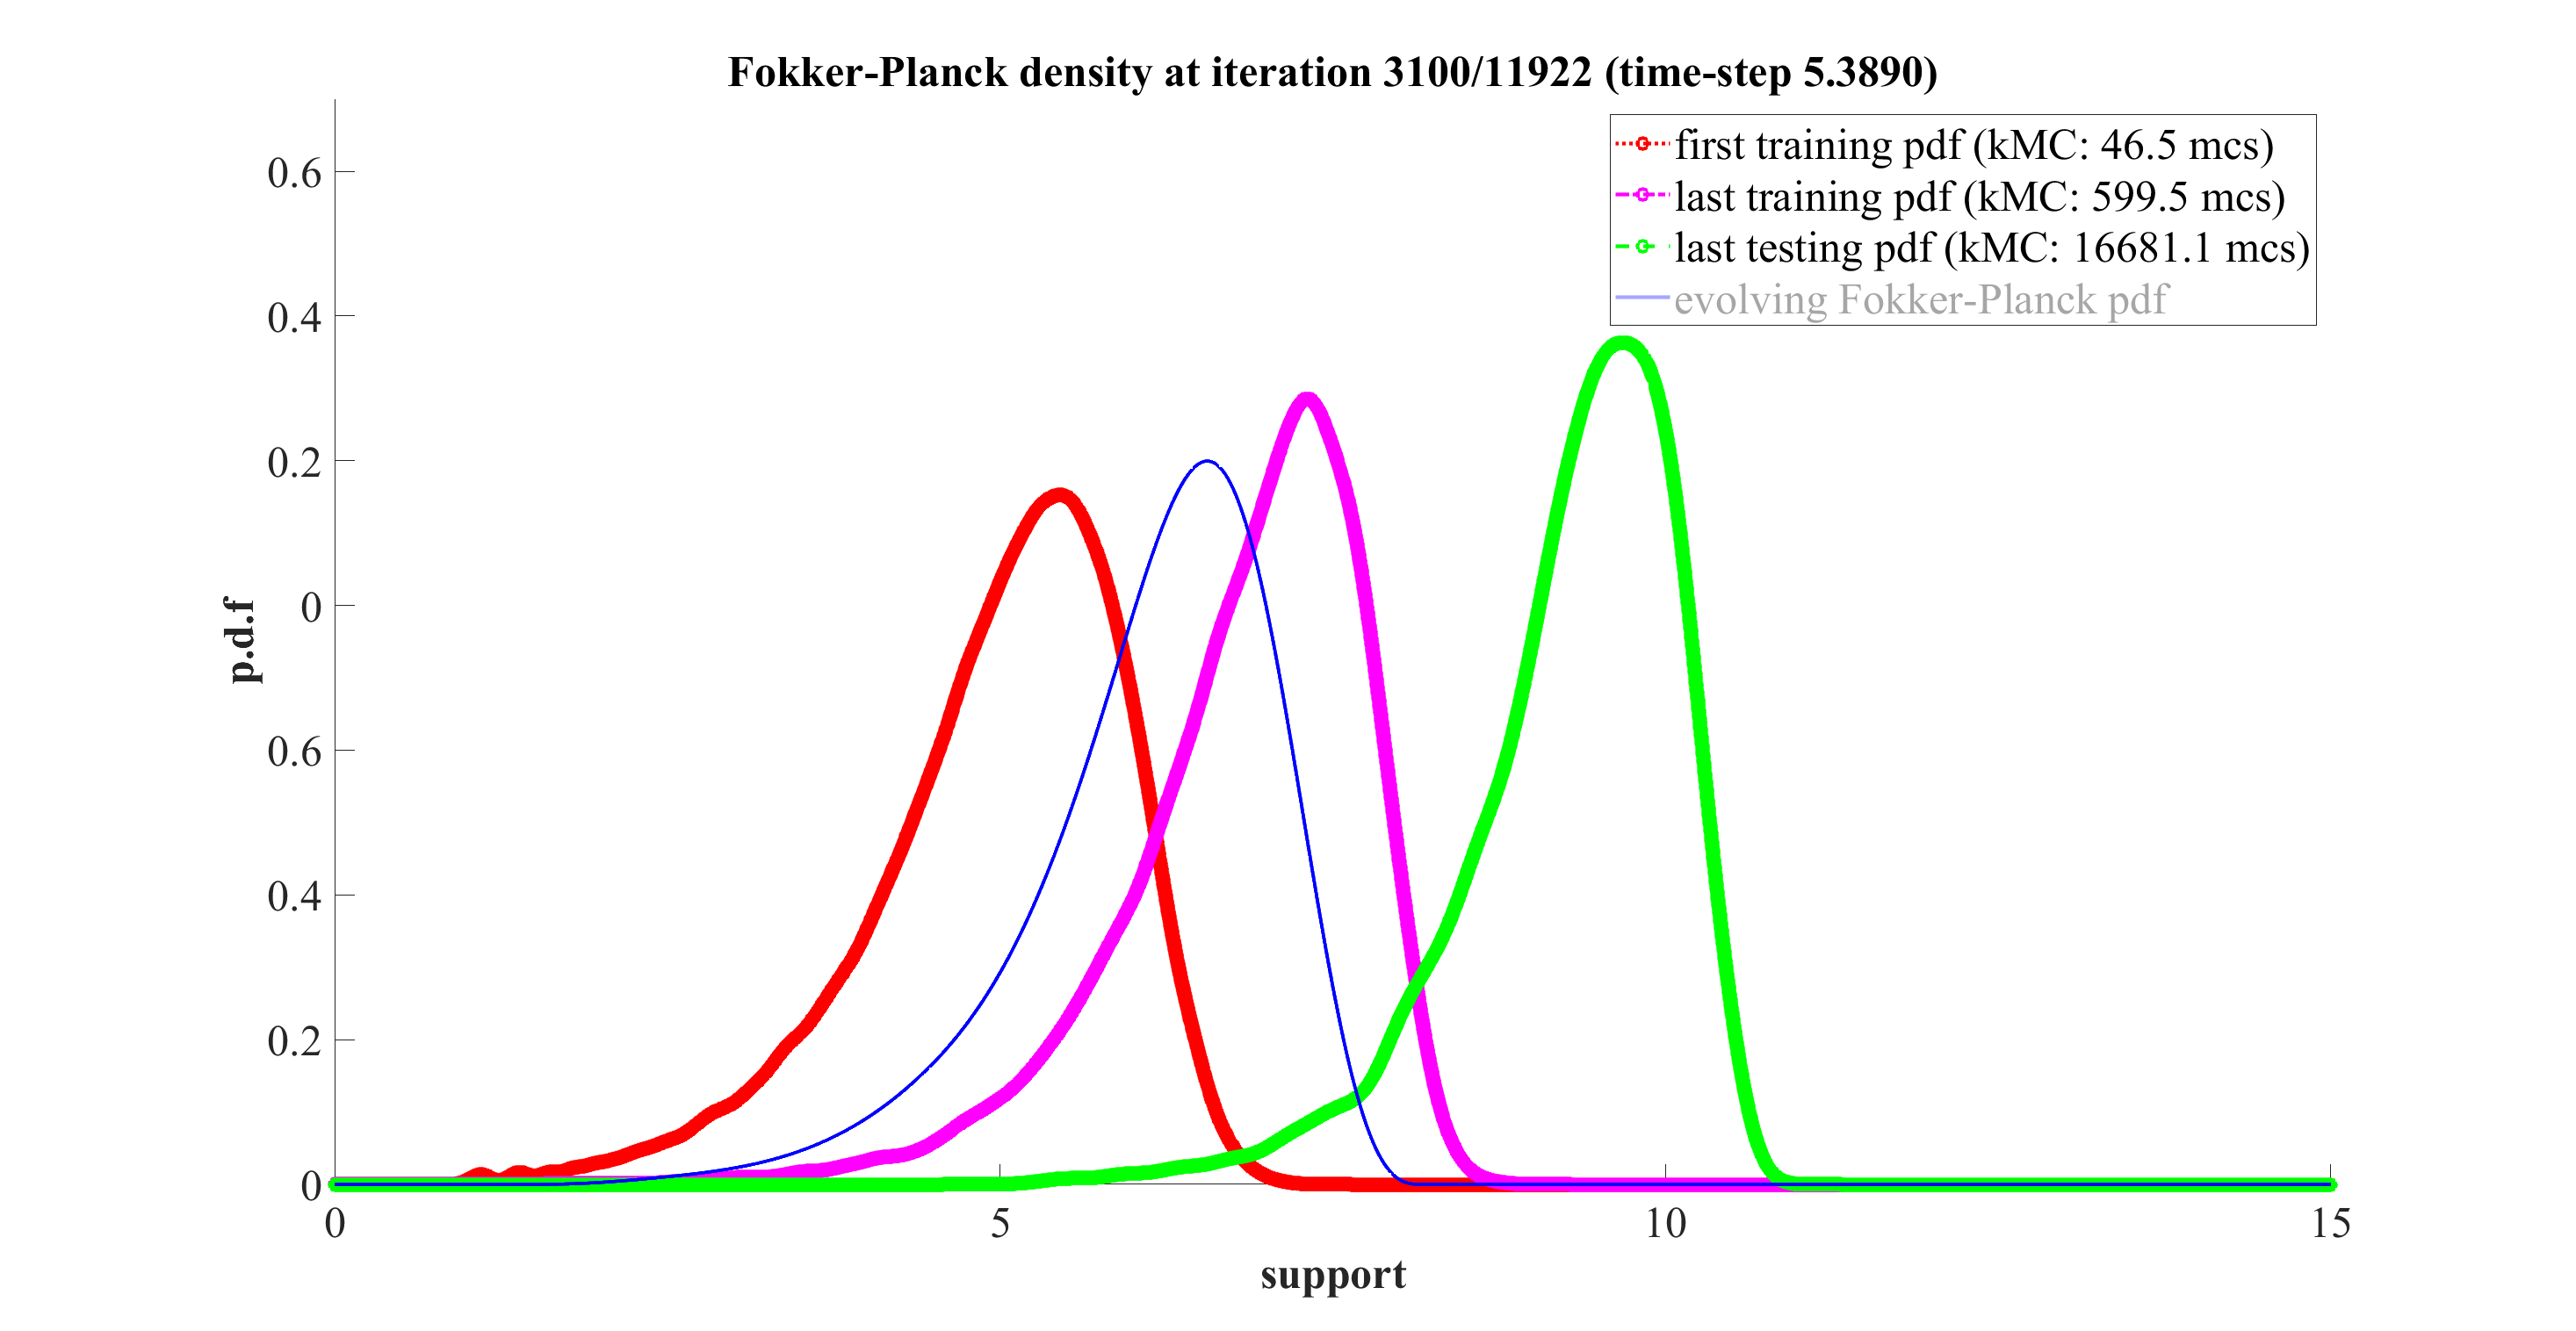 Fokker-Planck density at iteration 3100/11922 (time-step 5.3890)
first training pdf (kMC: 46.5 mcs)
last training pdf (kMC: 599.5 mcs)
last testing pdf (kMC: 16681.1 mcs)
evolving Fokker-Planck pdf
0.6
0.4
0.2
0
0.6
0.4
0.2
0
p.d.f
0 5 10 15
support